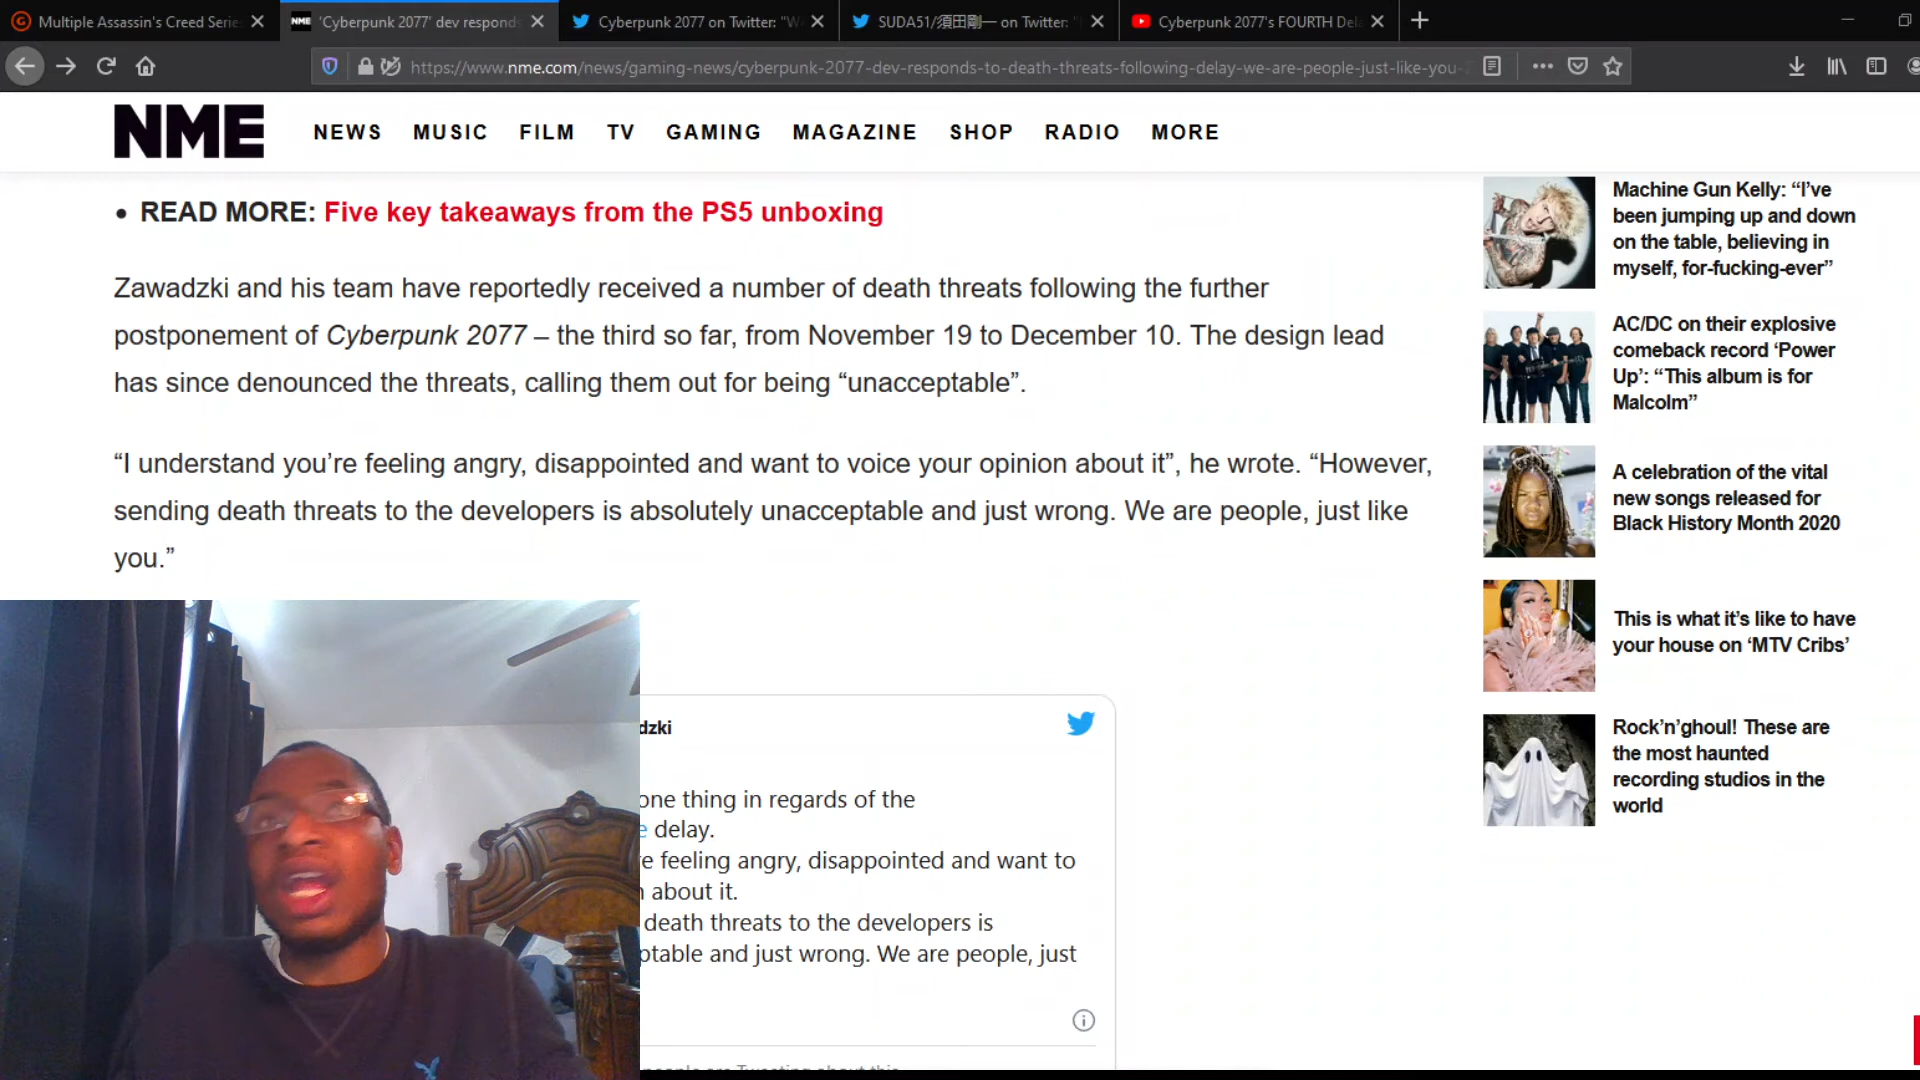 Multiple Assassin's Creed Serie
'Cyberpunk 2077' dev responds
Cyberpunk 2077 on Twitter: "W
SUDA51/須田剛一 on Twitter: "
Cyberpunk 2077's FOURTH Del
https://www.nme.com/news/gaming-news/cyberpunk-2077-dev-responds-to-death-threats-following-delay-we-are-people-just-like-you-
NME
NEWS MUSIC FILM TV GAMING MAGAZINE SHOP RADIO MORE
• READ MORE: Five key takeaways from the PS5 unboxing
Zawadzki and his team have reportedly received a number of death threats following the further
postponement of Cyberpunk 2077 – the third so far, from November 19 to December 10. The design lead
has since denounced the threats, calling them out for being “unacceptable”.
“I understand you’re feeling angry, disappointed and want to voice your opinion about it”, he wrote. “However,
sending death threats to the developers is absolutely unacceptable and just wrong. We are people, just like
you.”
dzki
one thing in regards of the
e delay.
re feeling angry, disappointed and want to
n about it.
death threats to the developers is
ptable and just wrong. We are people, just
people are Tweeting about this
Machine Gun Kelly: “I’ve
been jumping up and down
on the table, believing in
myself, for-fucking-ever”
AC/DC on their explosive
comeback record ‘Power
Up’: “This album is for
Malcolm”
A celebration of the vital
new songs released for
Black History Month 2020
This is what it’s like to have
your house on ‘MTV Cribs’
Rock’n’ghoul! These are
the most haunted
recording studios in the
world